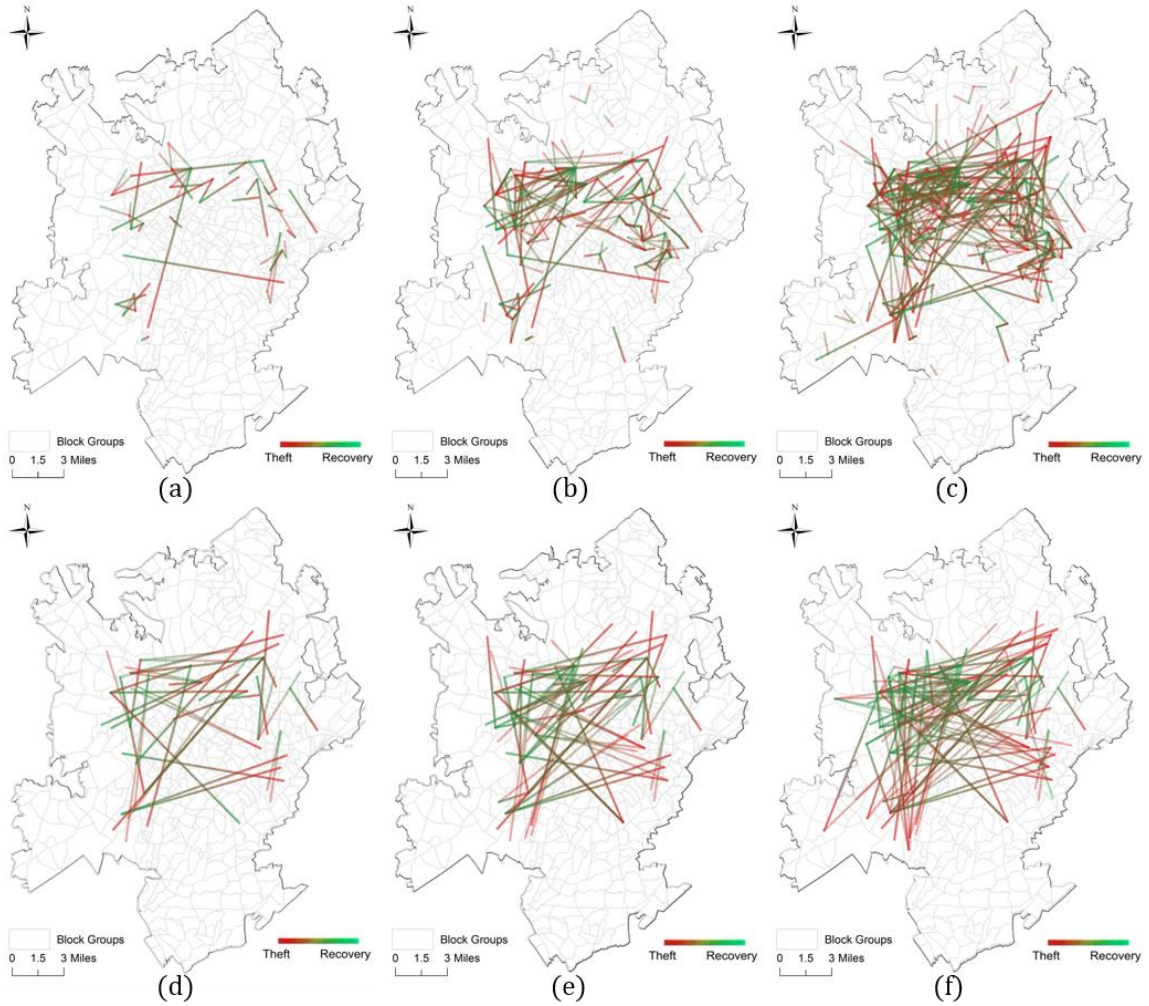 N N N
Block Groups Block Groups Block Groups
0 1.5 3 Miles Theft Recovery 0 1.5 3 Miles Theft Recovery 0 1.5 3 Miles Theft Recovery
(a) (b) (c)
N N N
Block Groups Block Groups Block Groups
0 1.5 3 Miles Theft Recovery 0 1.5 3 Miles Theft Recovery 0 1.5 3 Miles Theft Recovery
(d) (e) (f)